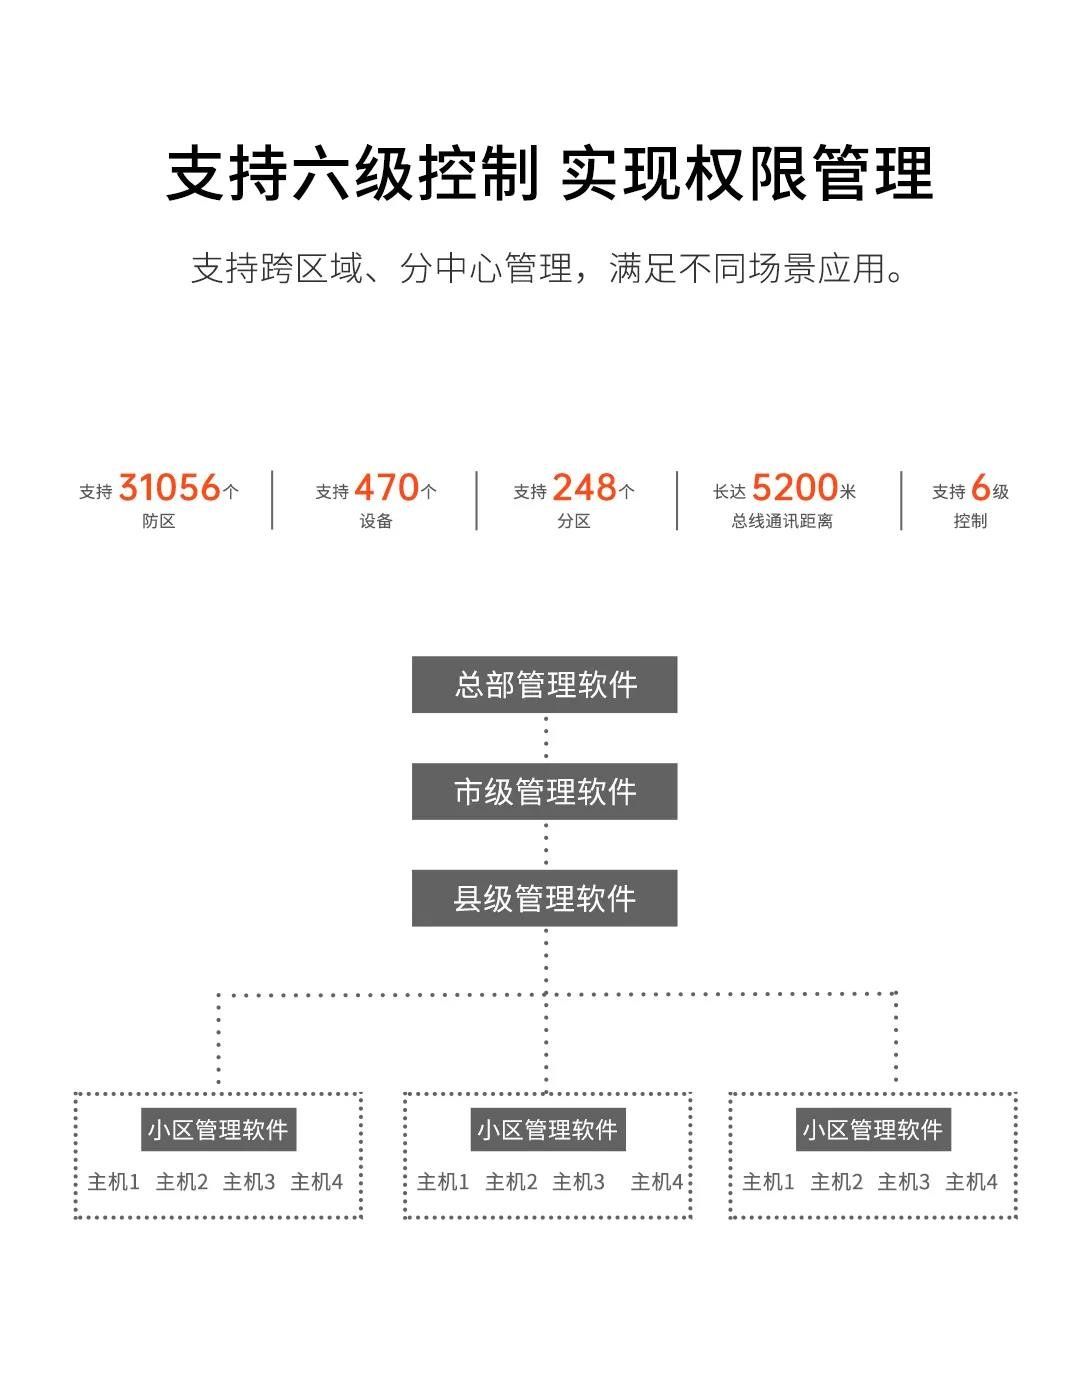 支持六级控制 实现权限管理
支持跨区域、分中心管理，满足不同场景应用。
支持 31056个
防区
支持 470个
设备
支持 248个
分区
长达 5200米
总线通讯距离
支持 6级
控制
总部管理软件
市级管理软件
县级管理软件
小区管理软件
主机1 主机2 主机3 主机4
小区管理软件
主机1 主机2 主机3 主机4
小区管理软件
主机1 主机2 主机3 主机4